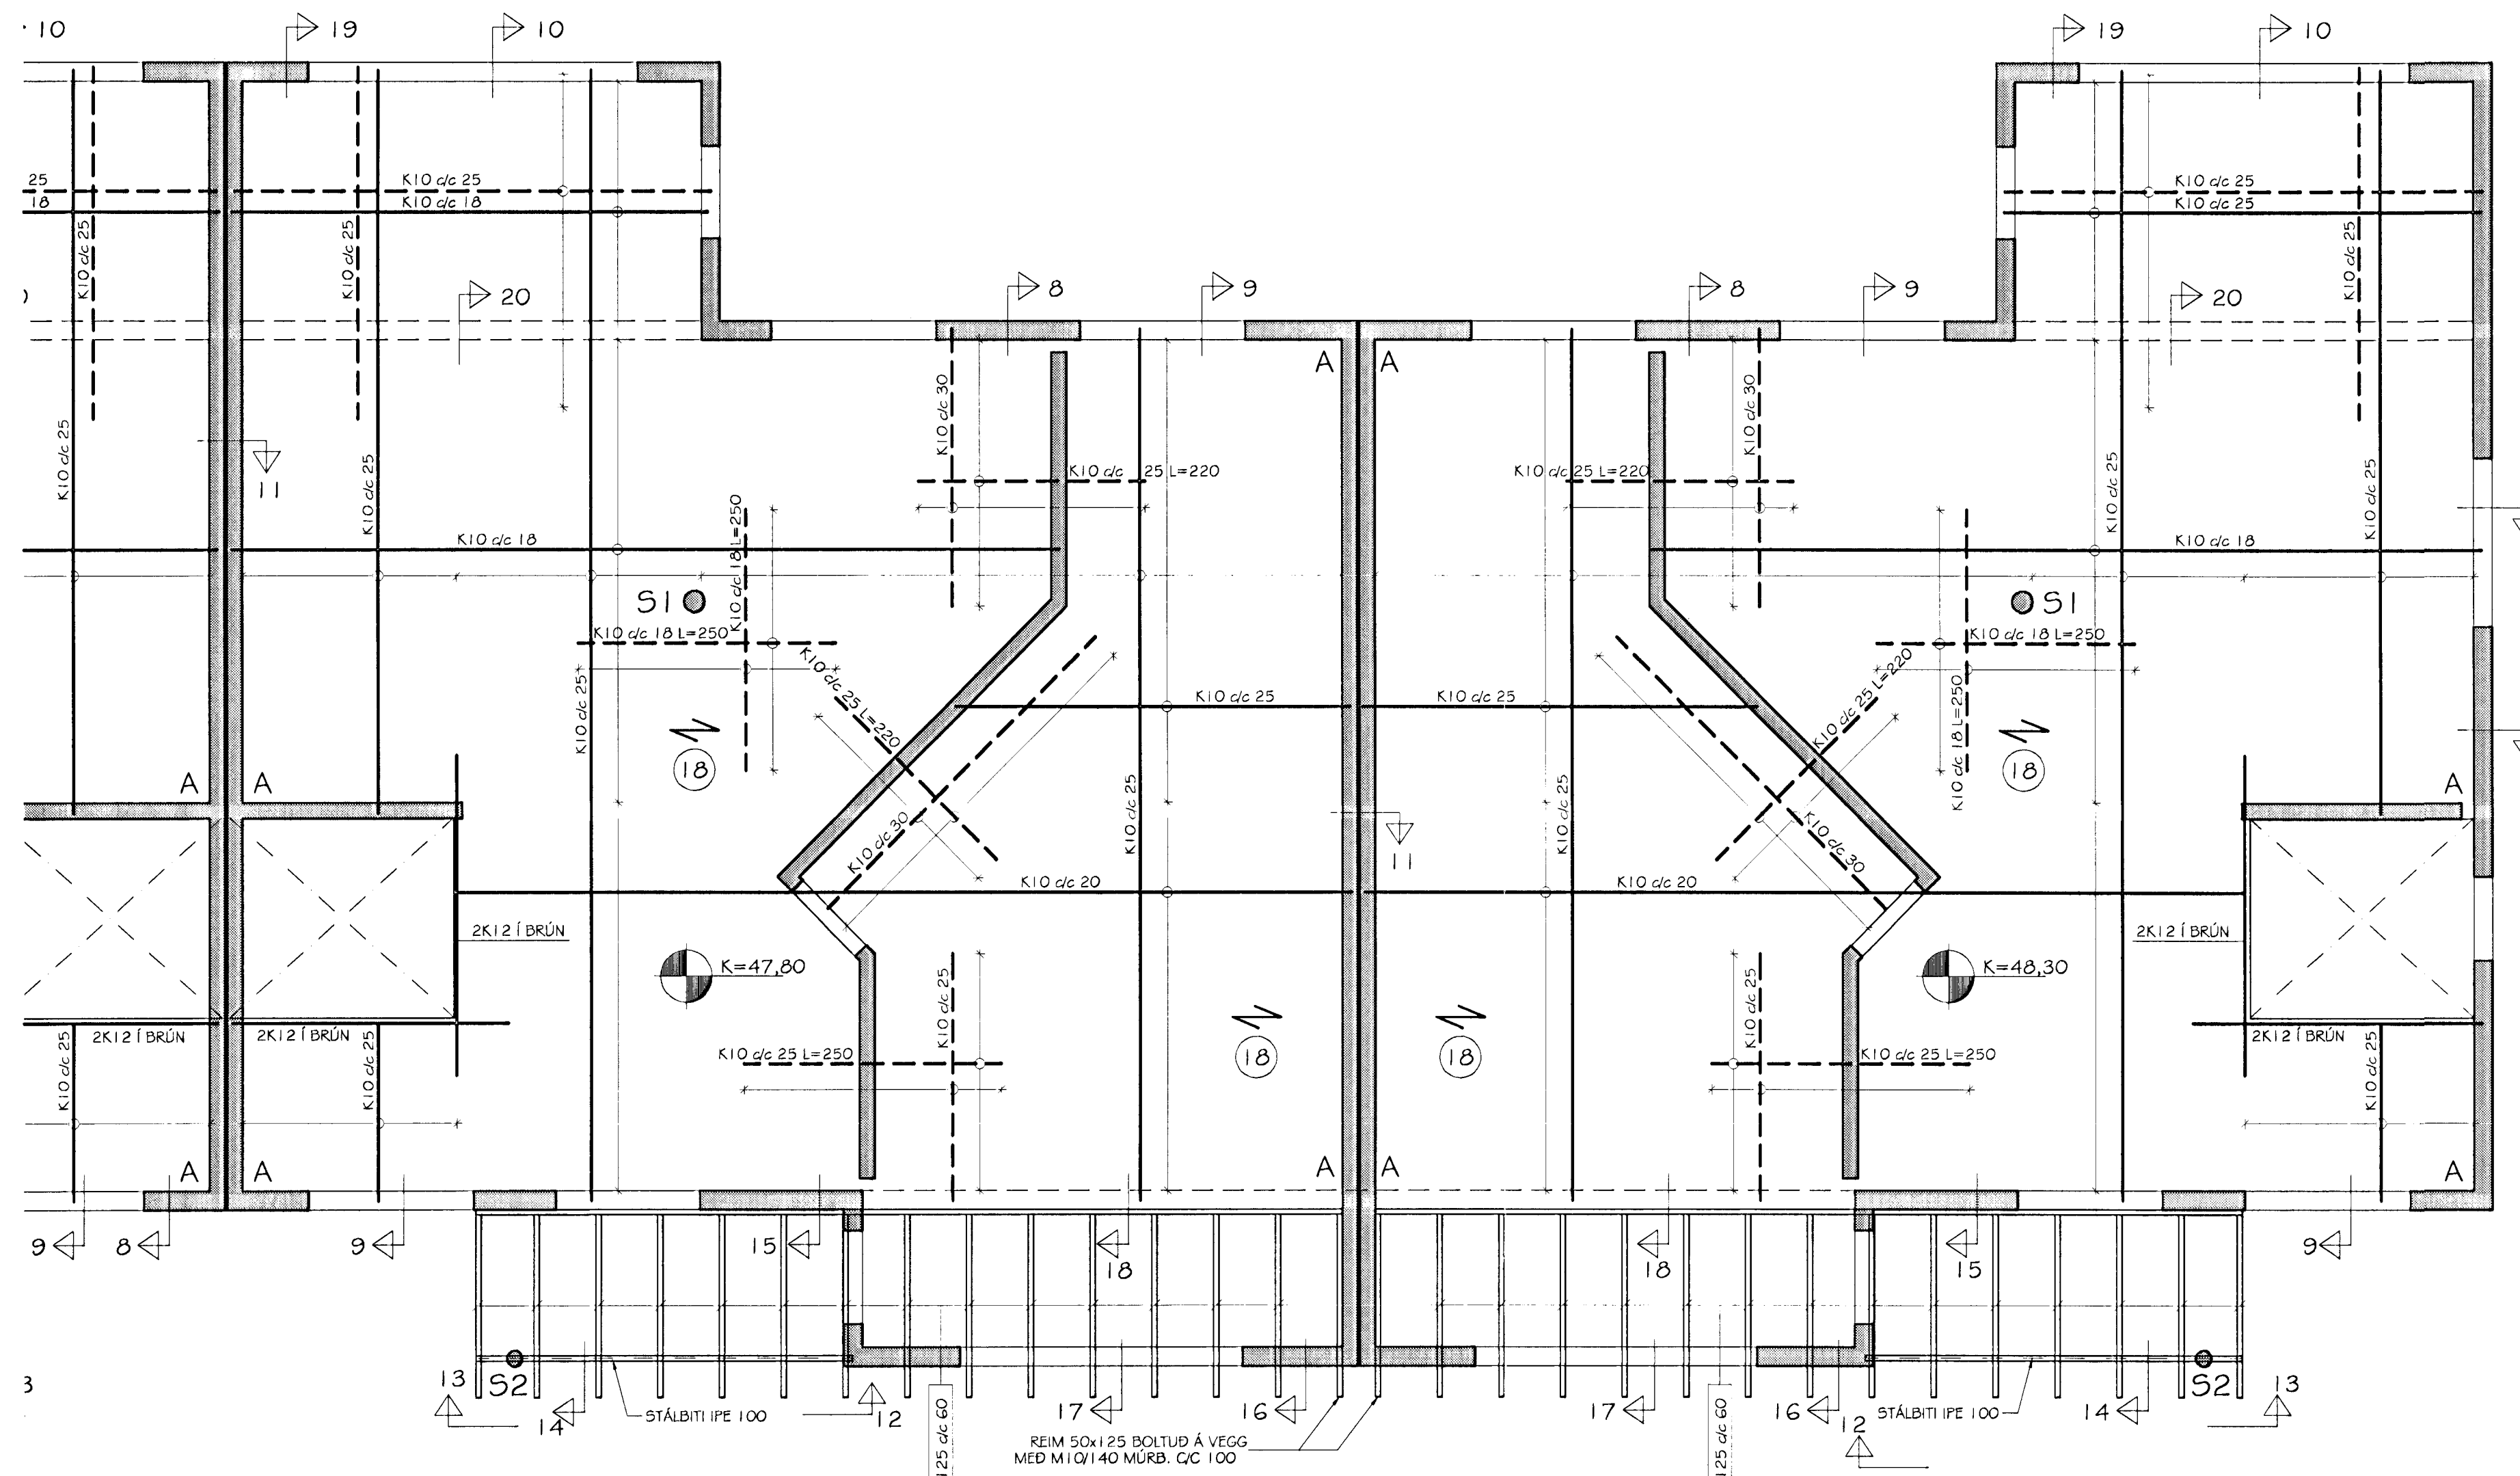 10
19
10
19
10
25
18
K10 c/c 25
K10 c/c 18
K10 c/c 25
K10 c/c 25
K10 c/c 25
K10 c/c 25
K10 c/c 25
20
8
9
8
9
20
A
A
K10 c/c 30
K10 c/c 30
K10 c/c 25
K10 c/c 25
K10 c/c 25
K10 c/c 25
K10 c/c 25 L=220
K10 c/c 25 L=220
11
K10 c/c 18
K10 c/c 18
K10 c/c 18 L=250
S1
S1
K10 c/c 18 L=250
K10 c/c 18 L=250
K10 c/c 25 L=220
K10 c/c 25 L=220
K10 c/c 25
K10 c/c 25
K10 c/c 25
K10 c/c 18 L=250
18
18
A
A
A
K10 c/c 25
K10 c/c 25
K10 c/c 30
K10 c/c 30
11
K10 c/c 20
K10 c/c 20
2K12 Í BRÚN
2K12 Í BRÚN
K=47,80
K=48,30
K10 c/c 25
K10 c/c 25
2K12 Í BRÚN
2K12 Í BRÚN
2K12 Í BRÚN
18
18
K10 c/c 25
K10 c/c 25
K10 c/c 25 L=250
K10 c/c 25 L=250
K10 c/c 25
A
A
A
A
A
9
8
9
15
18
18
15
9
3
13
S2
14
STÁLBITI IPE 100
12
125 c/c 60
17
16
REIM 50x125 BOLTUÐ Á VEGG
MEÐ M10/140 MÚRB. C/C 100
17
125 c/c 60
16
12
STÁLBITI IPE 100
14
S2
13